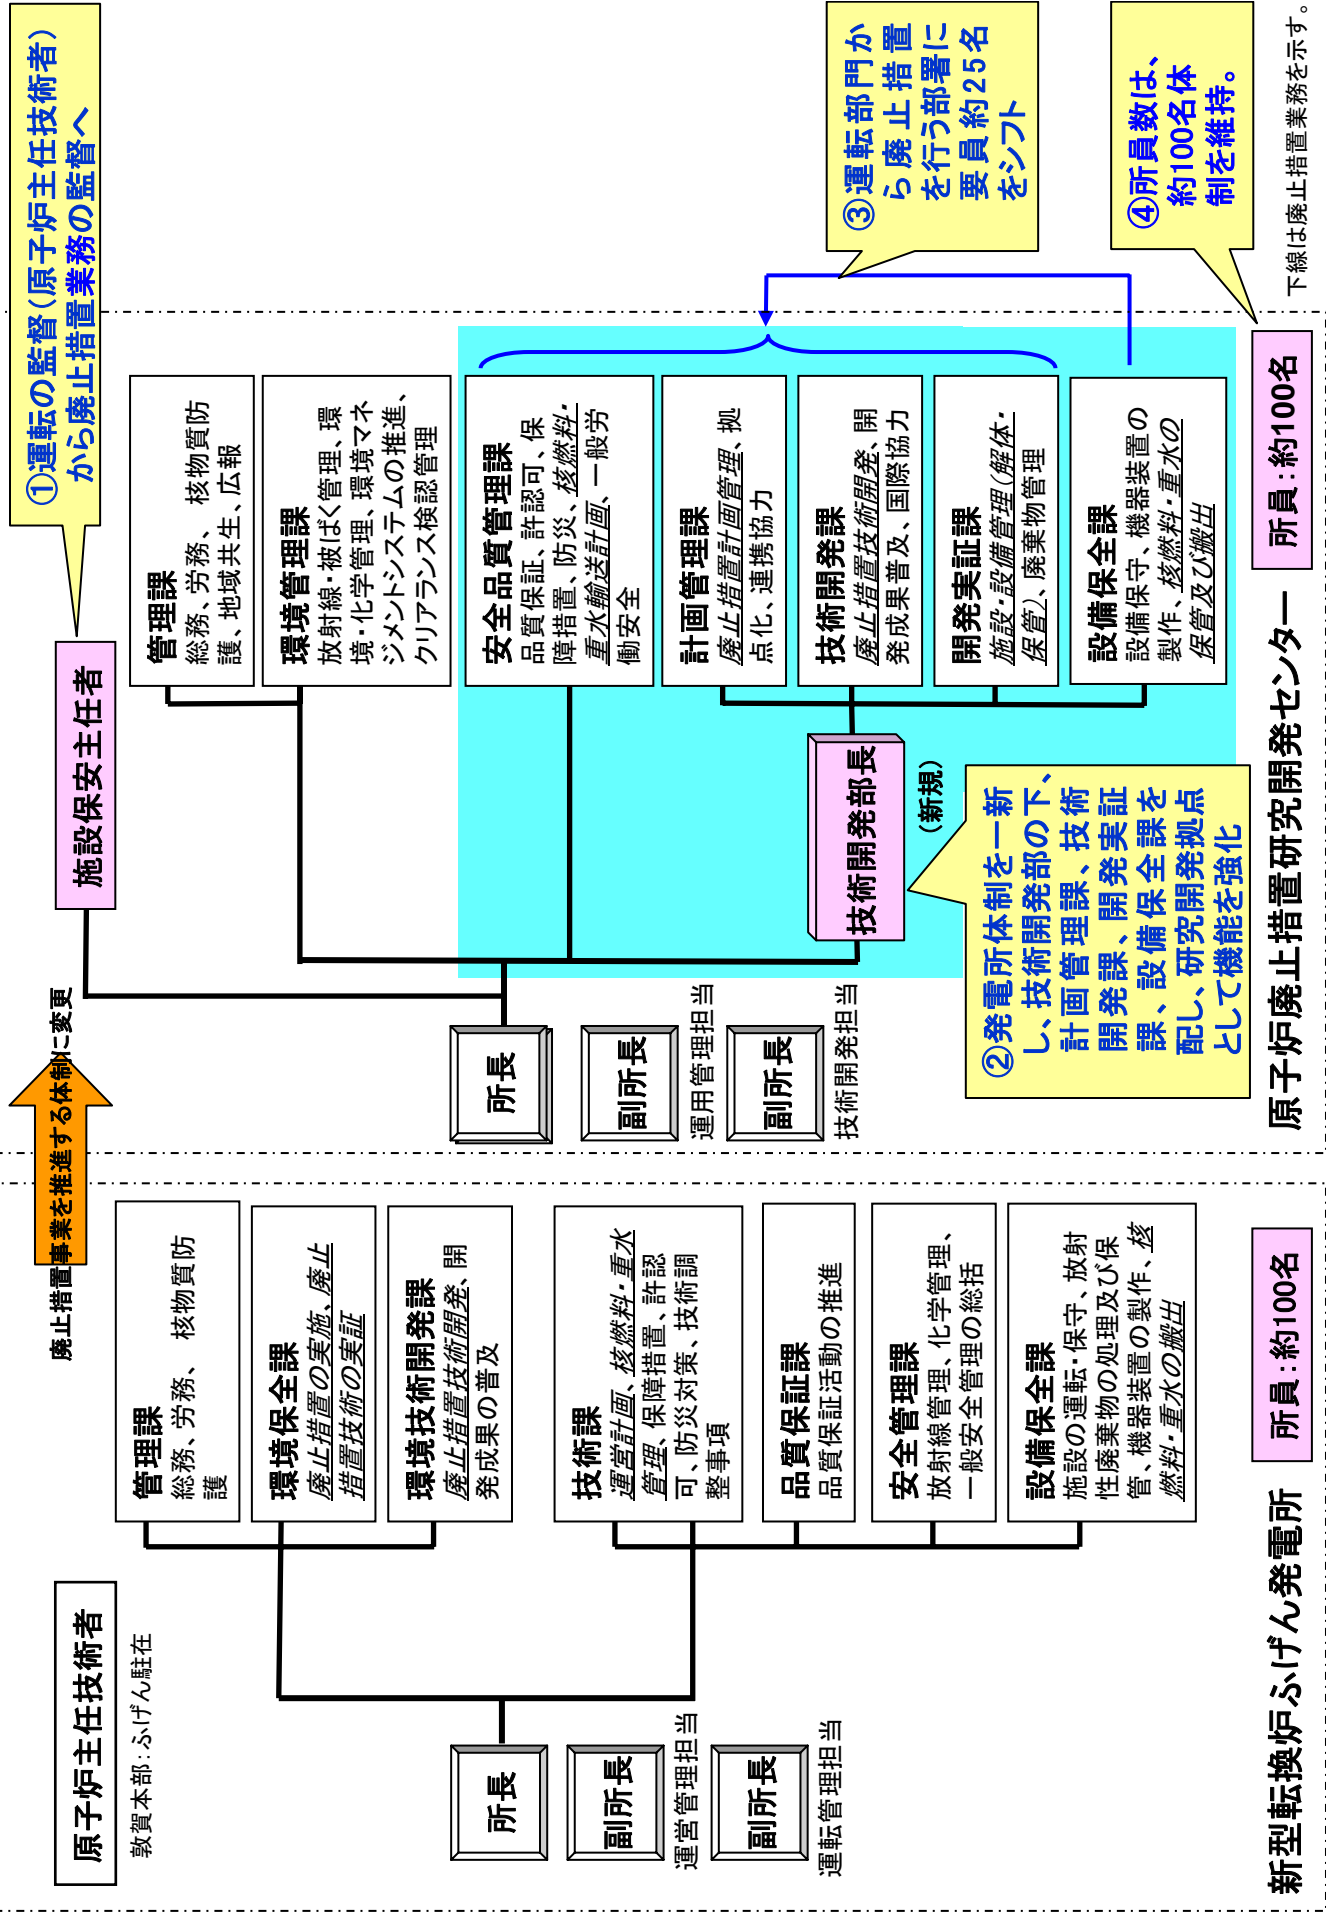 廃止措置事業を推進する体制に変更
原子炉主任技術者
敦賀本部:ふげん駐在
所長
副所長
運営管理担当
副所長
運転管理担当
管理課
総務、労務、 核物質防
護
環境保全課
廃止措置の実施、廃止
措置技術の実証
環境技術開発課
廃止措置技術開発、開
発成果の普及
技術課
運営計画、核燃料・重水
管理、保障措置、許認
可、防災対策、技術調
整事項
品質保証課
品質保証活動の推進
安全管理課
放射線管理、化学管理、
一般安全管理の総括
設備保全課
施設の運転・保守、放射
性廃棄物の処理及び保
管、機器装置の製作、核
燃料・重水の搬出
新型転換炉ふげん発電所
所員:約100名
①運転の監督(原子炉主任技術者)
から廃止措置業務の監督へ
施設保安主任者
所長
副所長
運用管理担当
副所長
技術開発担当
管理課
総務、労務、 核物質防
護、地域共生、広報
環境管理課
放射線・被ばく管理、環
境・化学管理、環境マネ
ジメントシステムの推進、
クリアランス検認管理
安全品質管理課
品質保証、許認可、保
障措置、防災、核燃料・
重水輸送計画、一般労
働安全
技術開発部長
(新規)
計画管理課
廃止措置計画管理、拠
点化、連携協力
技術開発課
廃止措置技術開発、開
発成果普及、国際協力
開発実証課
施設・設備管理(解体・
保管)、廃棄物管理
設備保全課
設備保守、機器装置の
製作、核燃料・重水の
保管及び搬出
②発電所体制を一新
し、技術開発部の下、
計画管理課、技術
開発課、開発実証
課、設備保全課を
配し、研究開発拠点
として機能を強化
③運転部門か
ら廃止措置
を行う部署に
要員約25名
をシフト
④所員数は、
約100名体
制を維持。
原子炉廃止措置研究開発センター
所員:約100名
下線は廃止措置業務を示す。